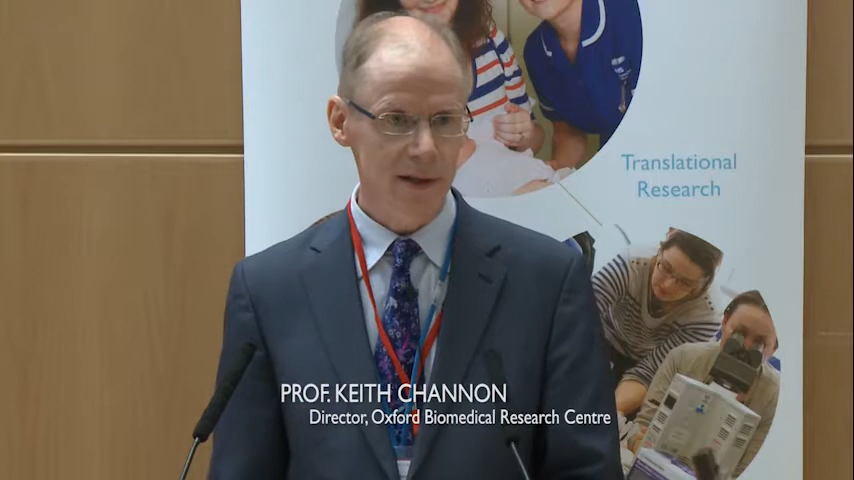 Translational
Research
PROF. KEITH CHANNON
Director, Oxford Biomedical Research Centre